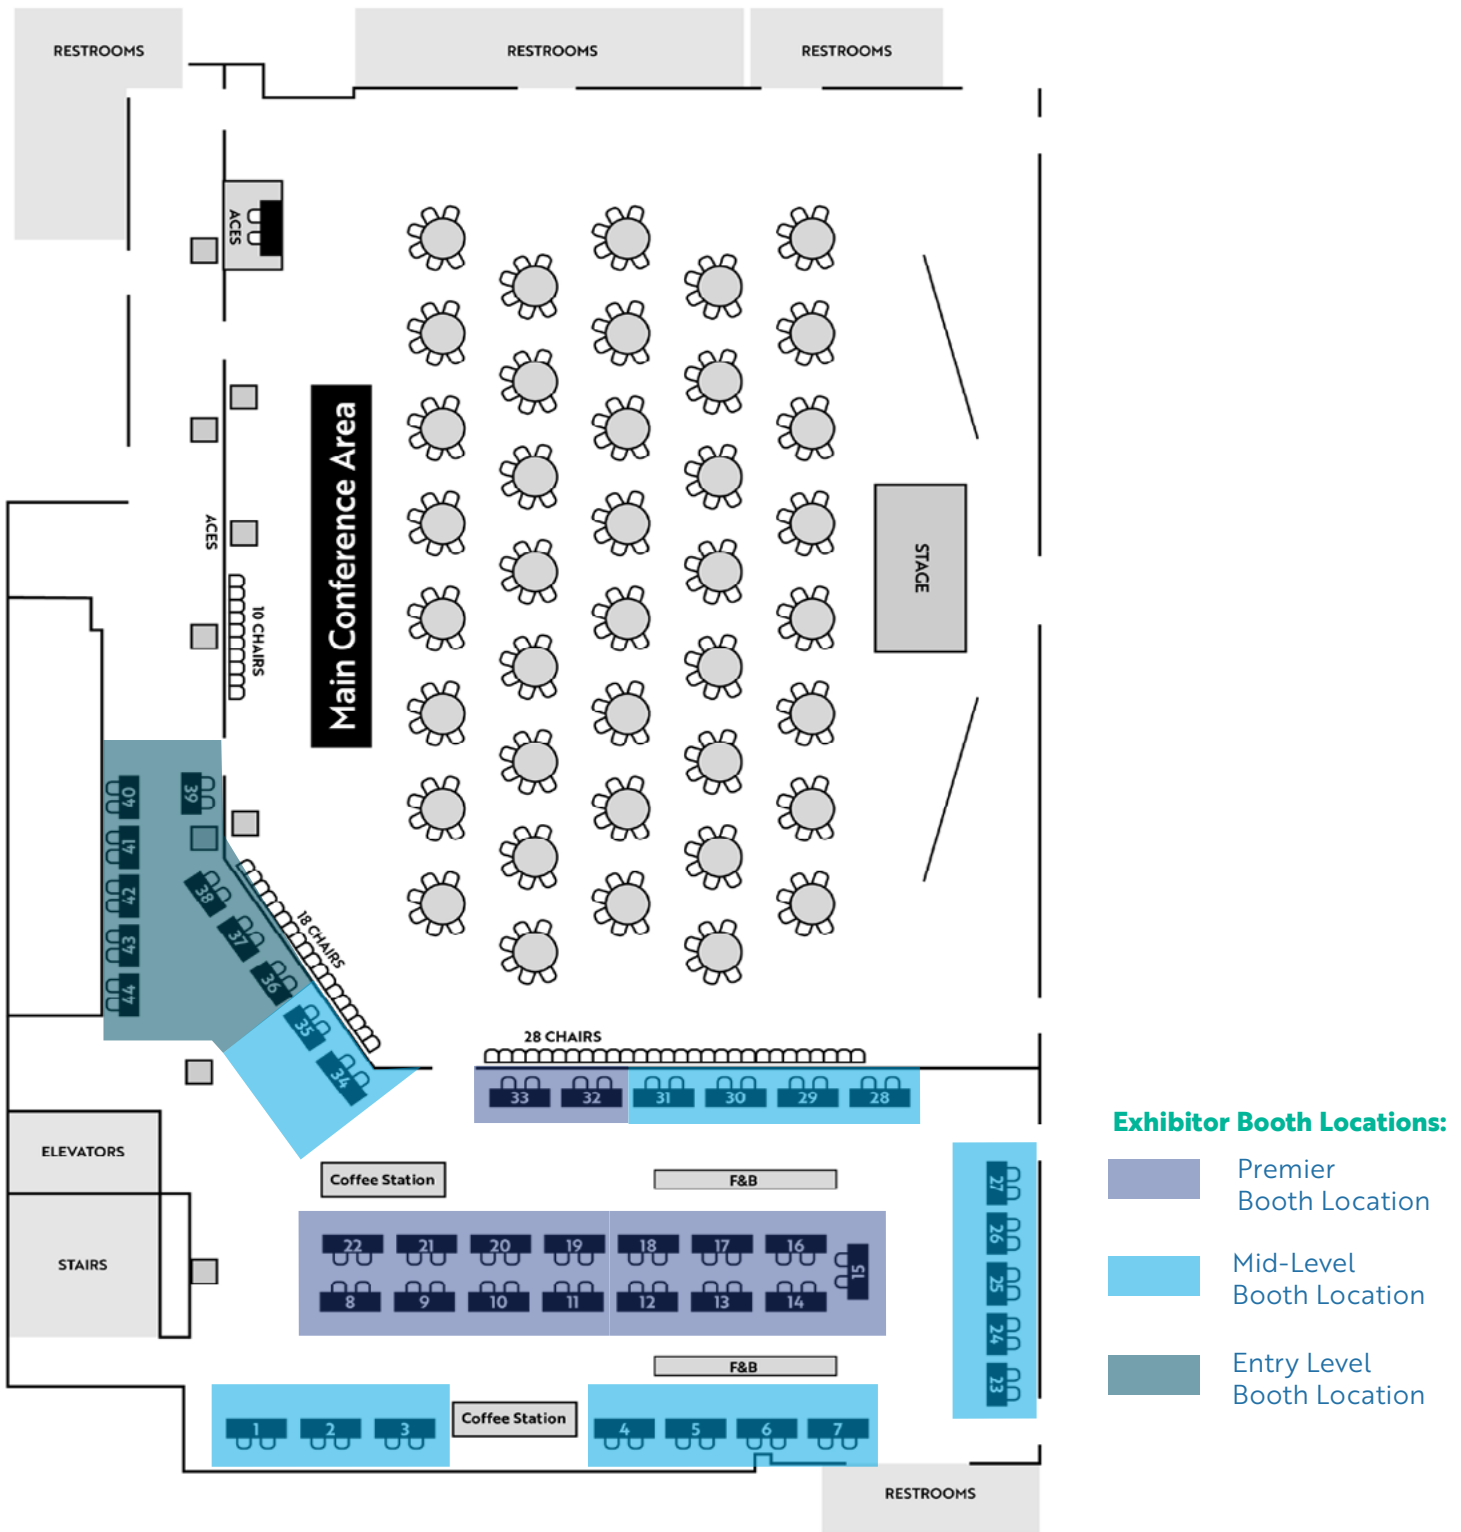 RESTROOMS
RESTROOMS
RESTROOMS
ACES
ACES
10 CHAIRS
Main Conference Area
STAGE
40
39
41
42
38
43
37
44
36
35
34
18 CHAIRS
28 CHAIRS
33
32
31
30
29
28
ELEVATORS
STAIRS
Coffee Station
F&B
22
21
20
19
18
17
16
15
8
9
10
11
12
13
14
F&B
27
26
25
24
23
1
2
3
Coffee Station
4
5
6
7
RESTROOMS
Exhibitor Booth Locations:
Premier
Booth Location
Mid-Level
Booth Location
Entry Level
Booth Location